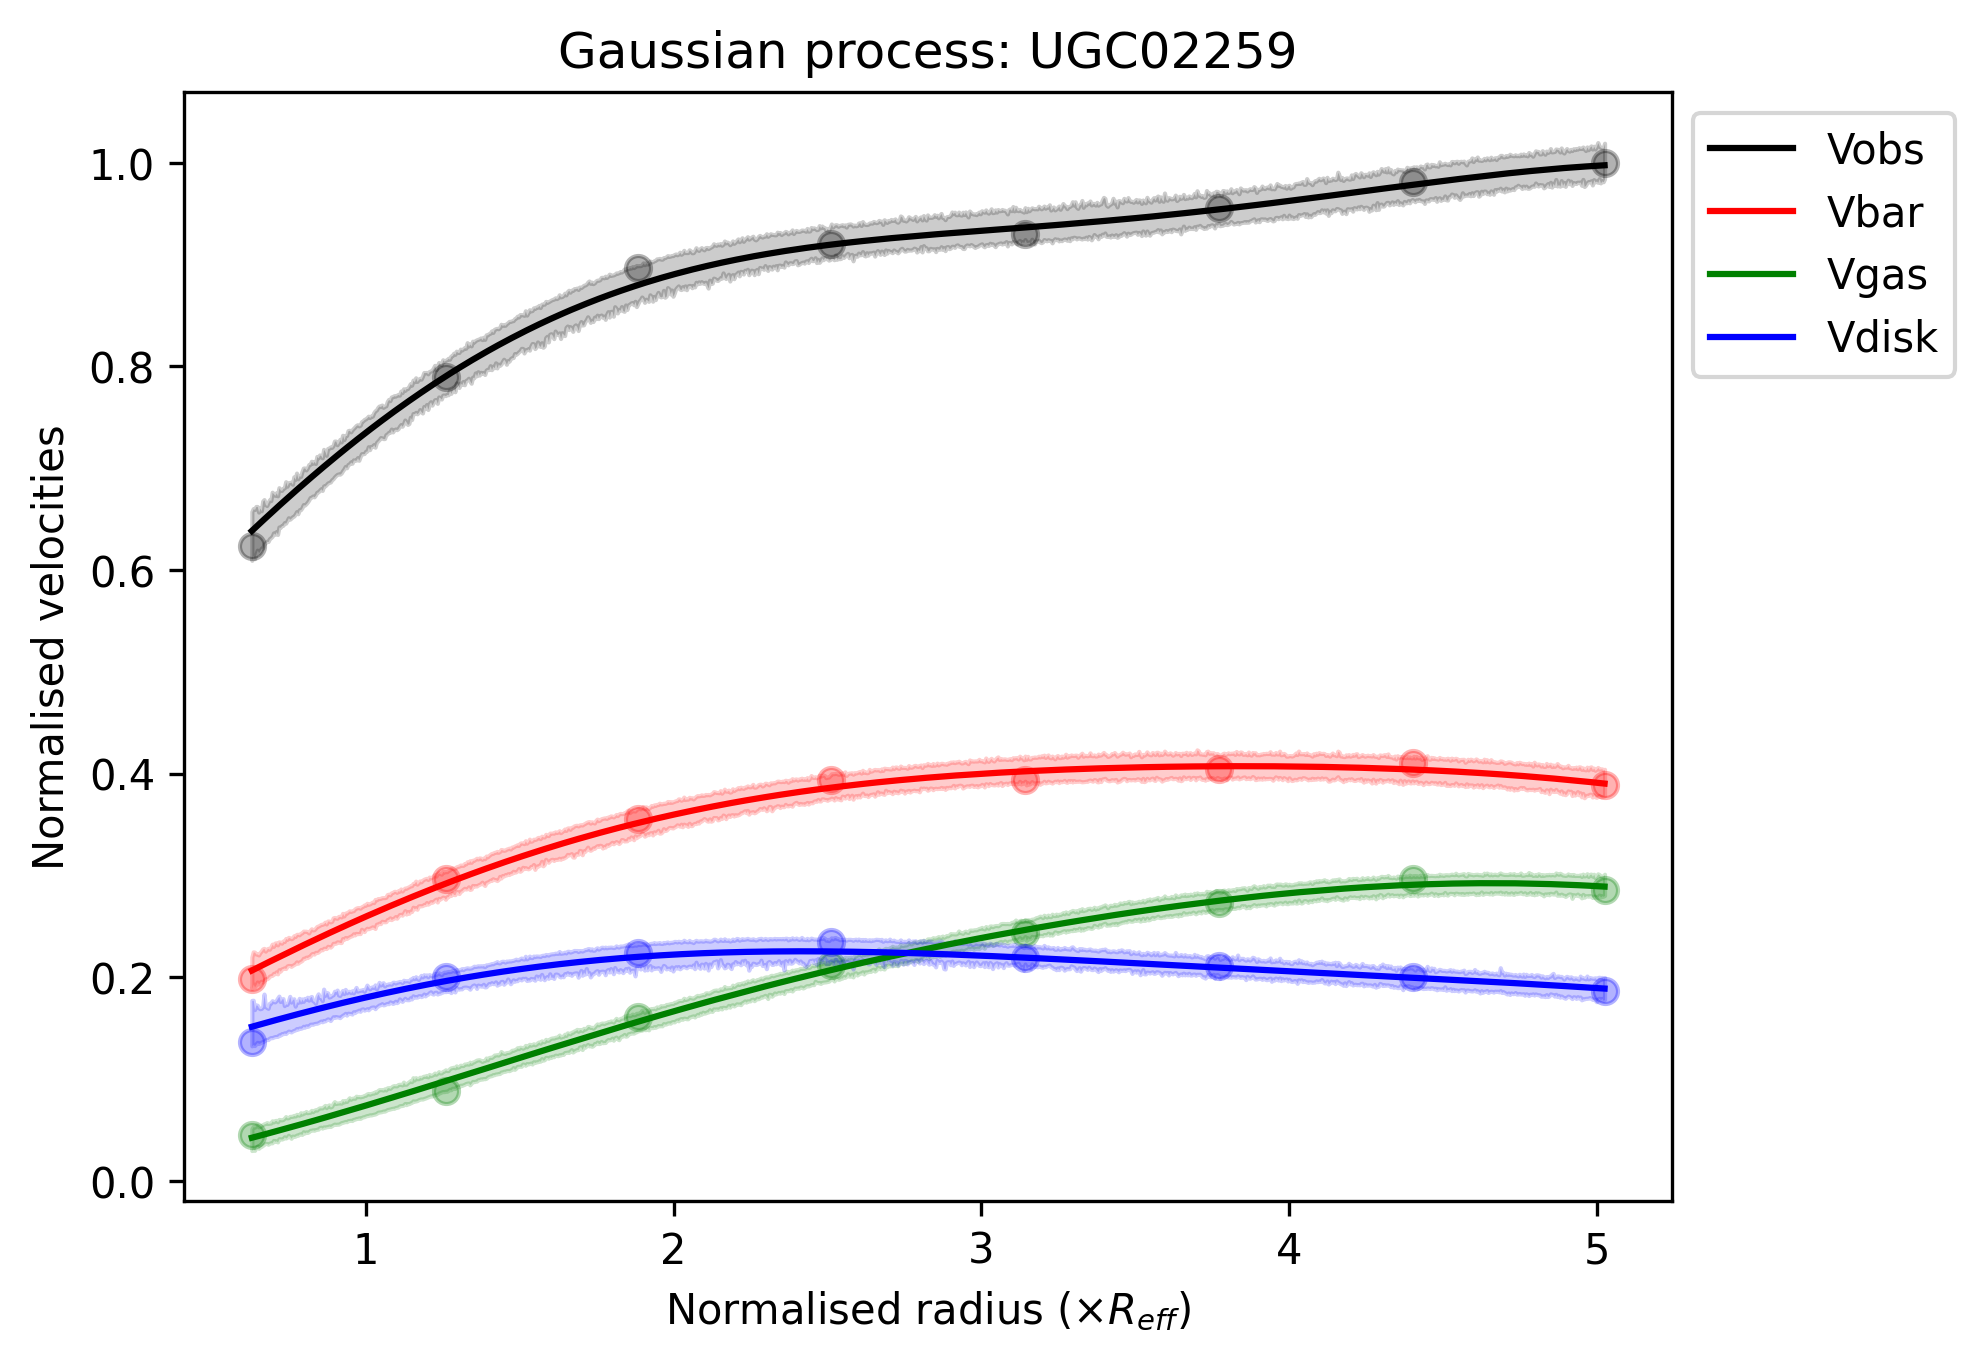 Gaussian process: UGC02259
Vobs
Vbar
Vgas
Vdisk
Normalised velocities
1.0
0.8
0.6
0.4
0.2
0.0
1 2 3 4 5
Normalised radius (×R_eff)